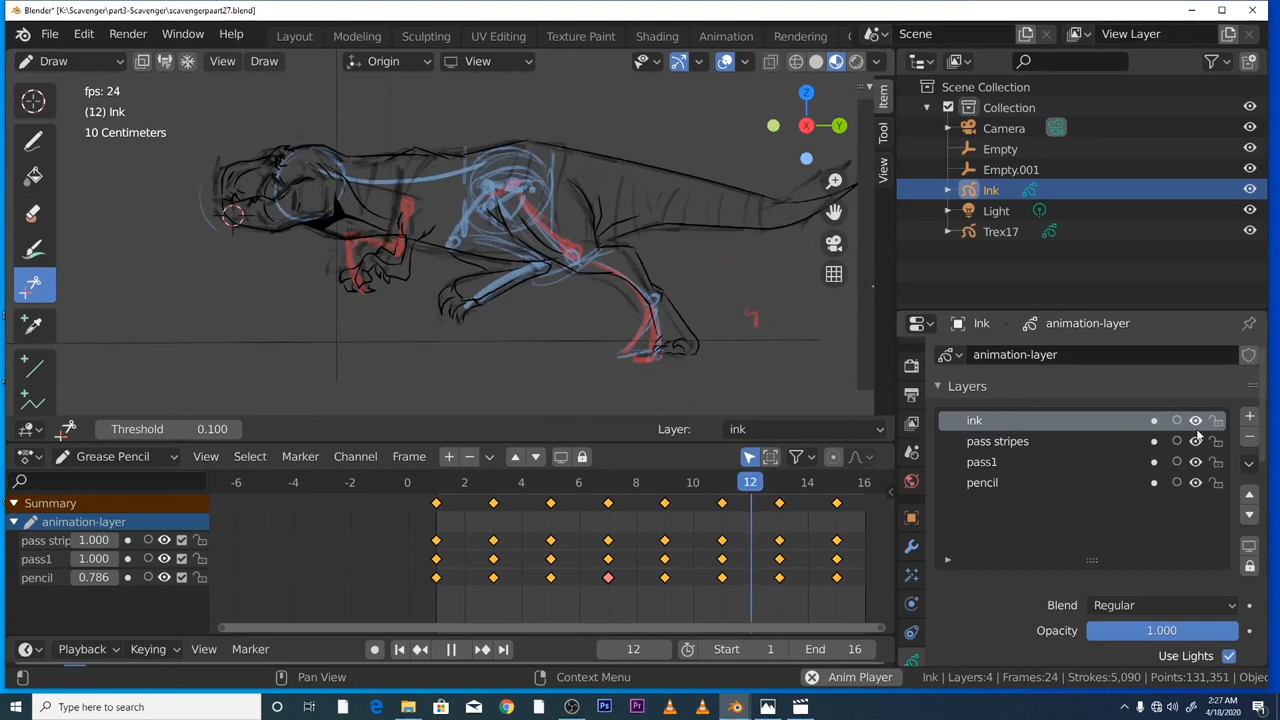 Blender* [K:\Scavenger\part3-Scavenger\scavengerpaart27.blend]
File Edit Render Window Help Layout Modeling Sculpting UV Editing Texture Paint Shading Animation Rendering Scene View Layer
Draw View Draw Origin View
fps: 24
(12) Ink
10 Centimeters
Z
X
Y
Item
Tool
View
Scene Collection
Collection
Camera
Empty
Empty.001
Ink
Light
Trex17
Ink animation-layer
animation-layer
Layers
ink
pass stripes
pass1
pencil
Blend Regular
Opacity 1.000
Use Lights
Threshold 0.100 Layer: ink
Grease Pencil View Select Marker Channel Frame
-6 -4 -2 0 2 4 6 8 10 12 14 16
Summary
animation-layer
pass strip 1.000
pass1 1.000
pencil 0.786
Playback Keying View Marker 12 Start 1 End 16
Pan View Context Menu Anim Player Ink | Layers:4 | Frames:24 | Strokes:5,090 | Points:131,351 | Objec
Type here to search
Ps Pr
2:27 AM
4/18/2020